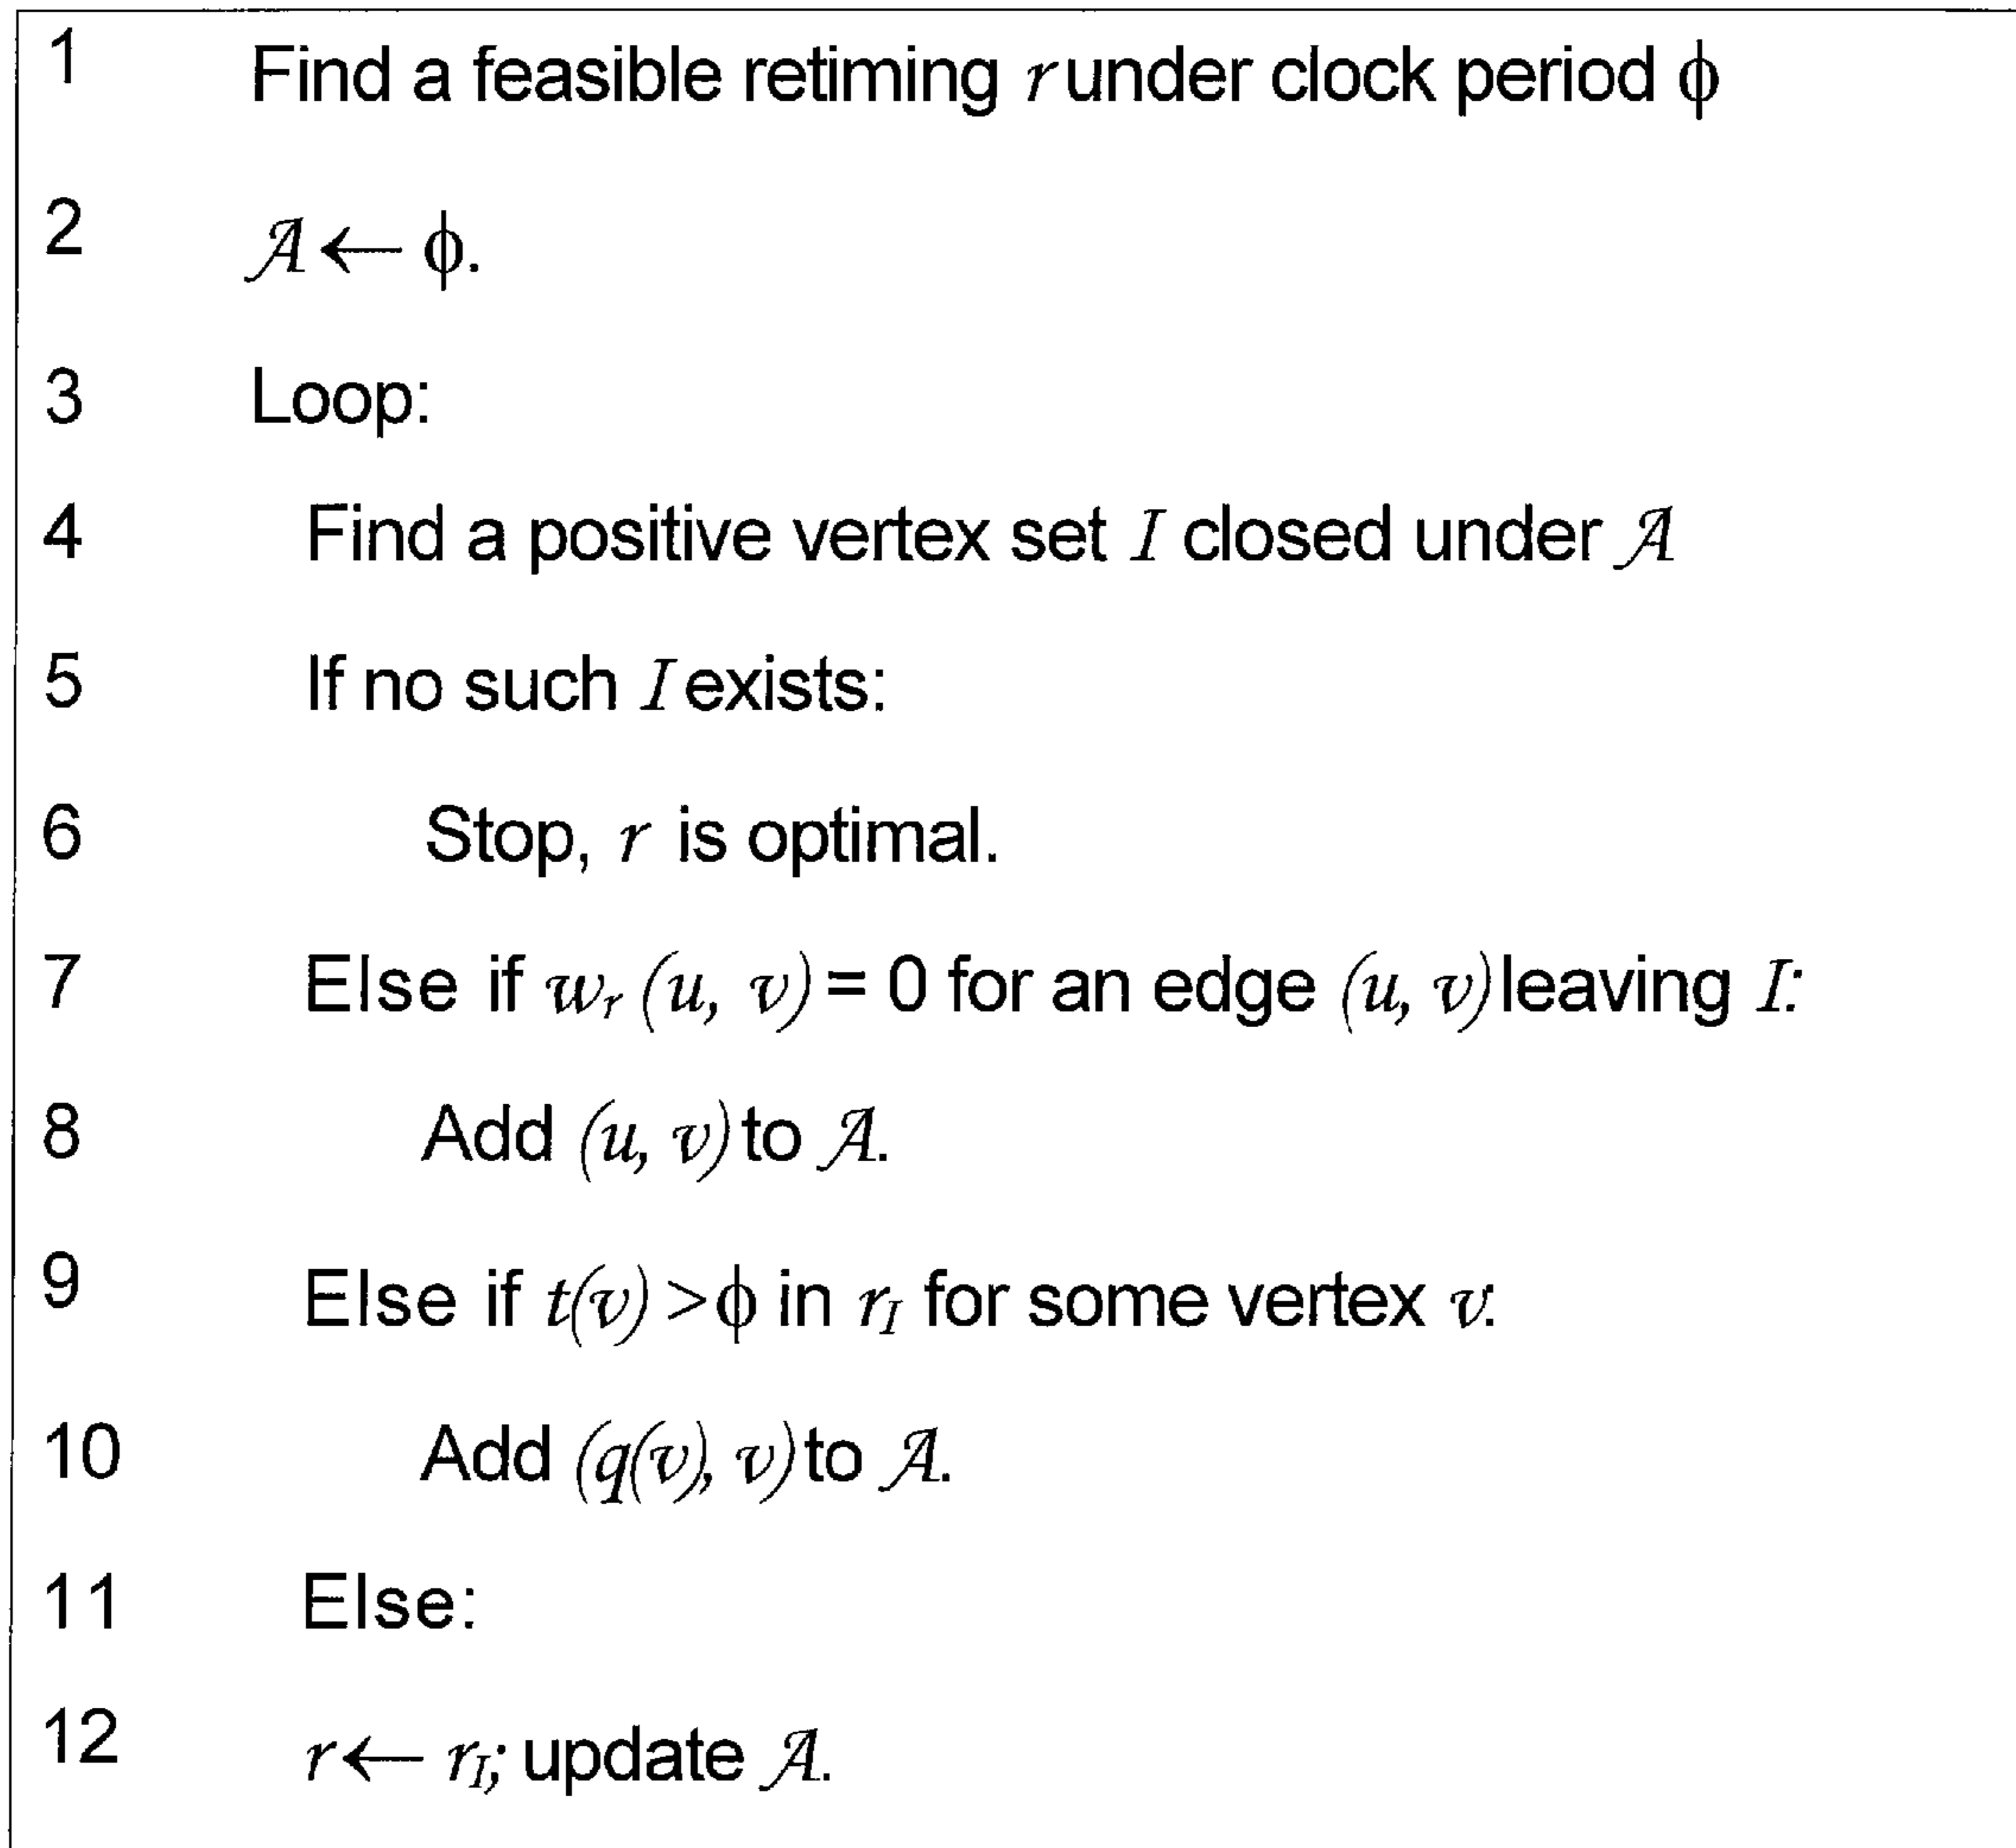 1 Find a feasible retiming r under clock period ϕ
2 𝒜 ← ϕ.
3 Loop:
4 Find a positive vertex set I closed under 𝒜
5 If no such I exists:
6 Stop, r is optimal.
7 Else if wᵣ (u, v) = 0 for an edge (u, v) leaving I:
8 Add (u, v) to 𝒜.
9 Else if t(v) >ϕ in r_I for some vertex v:
10 Add (q(v), v) to 𝒜.
11 Else:
12 r ← r_I; update 𝒜.